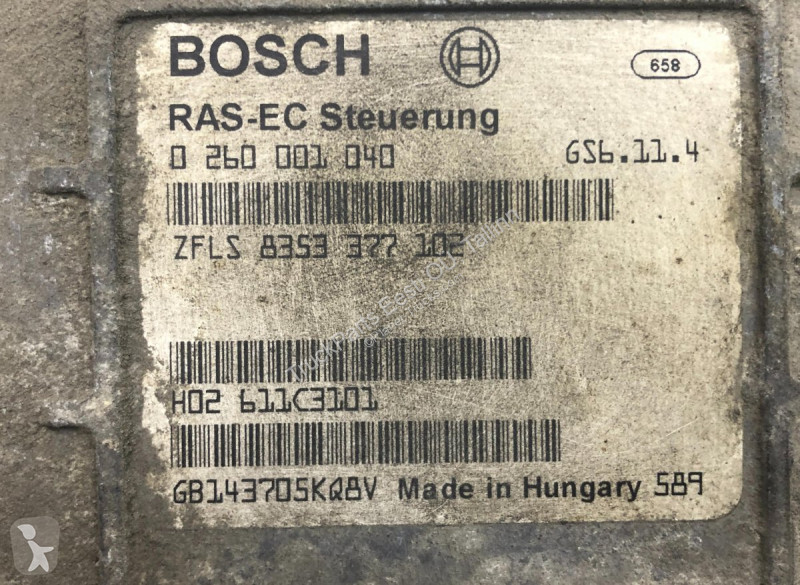 BOSCH
658
RAS-EC Steuerung
0 260 001 040 GS6.11.4
ZFLS 8353 377 102
H02 611C3101
GB143705KQ8V Made in Hungary 589